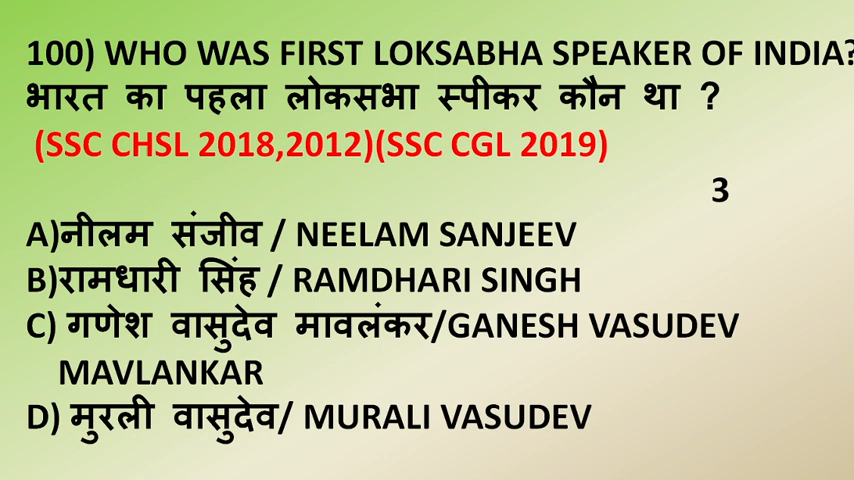 100) WHO WAS FIRST LOKSABHA SPEAKER OF INDIA?
भारत का पहला लोकसभा स्पीकर कौन था ?
(SSC CHSL 2018,2012)(SSC CGL 2019)
3
A)नीलम संजीव / NEELAM SANJEEV
B)रामधारी सिंह / RAMDHARI SINGH
C) गणेश वासुदेव मावलंकर/GANESH VASUDEV
MAVLANKAR
D) मुरली वासुदेव/ MURALI VASUDEV